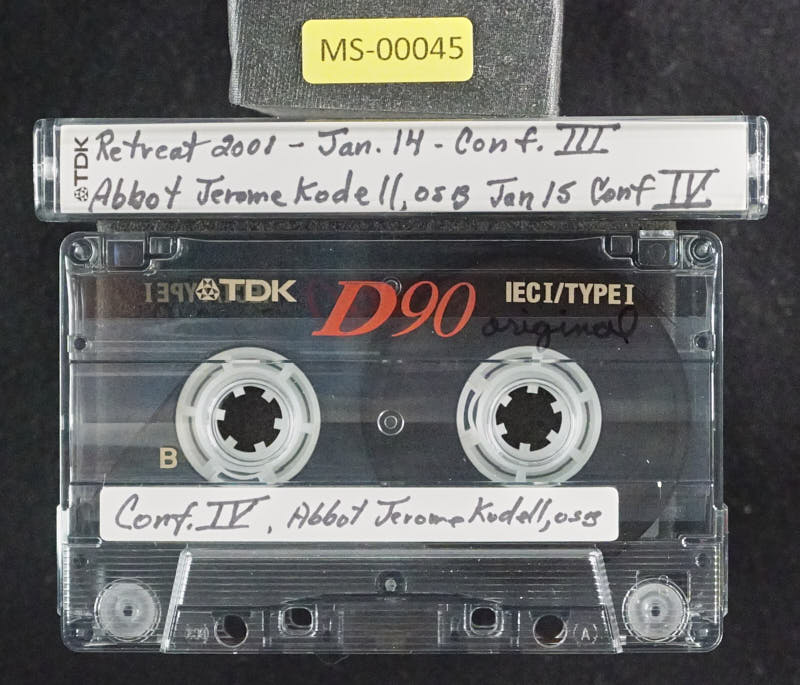 MS-00045
TDK
Retreat 2001 - Jan. 14 - Conf. III
Abbot Jerome Kodell, OSB Jan 15 Conf IV
TDK D90 IEC I/TYPE I
original
B
Conf. IV, Abbot Jerome Kodell, OSB
(A)